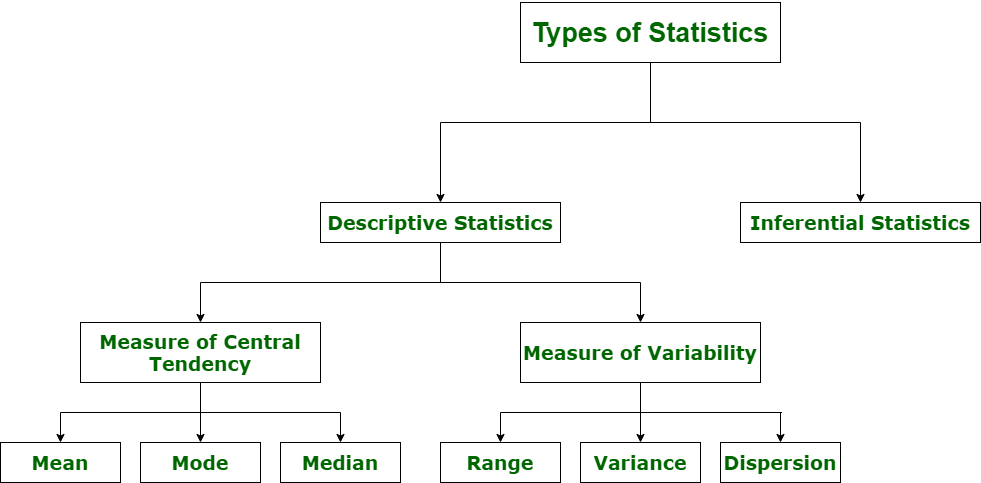 Types of Statistics
Descriptive Statistics
Inferential Statistics
Measure of Central
Tendency
Measure of Variability
Mean
Mode
Median
Range
Variance
Dispersion